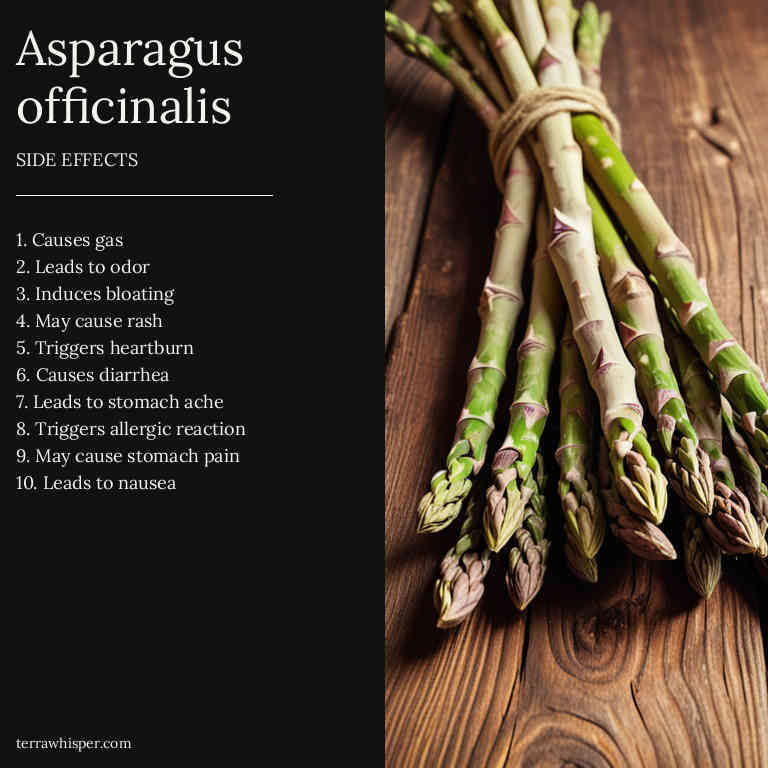 Asparagus
officinalis
SIDE EFFECTS
1. Causes gas
2. Leads to odor
3. Induces bloating
4. May cause rash
5. Triggers heartburn
6. Causes diarrhea
7. Leads to stomach ache
8. Triggers allergic reaction
9. May cause stomach pain
10. Leads to nausea
terrawhisper.com